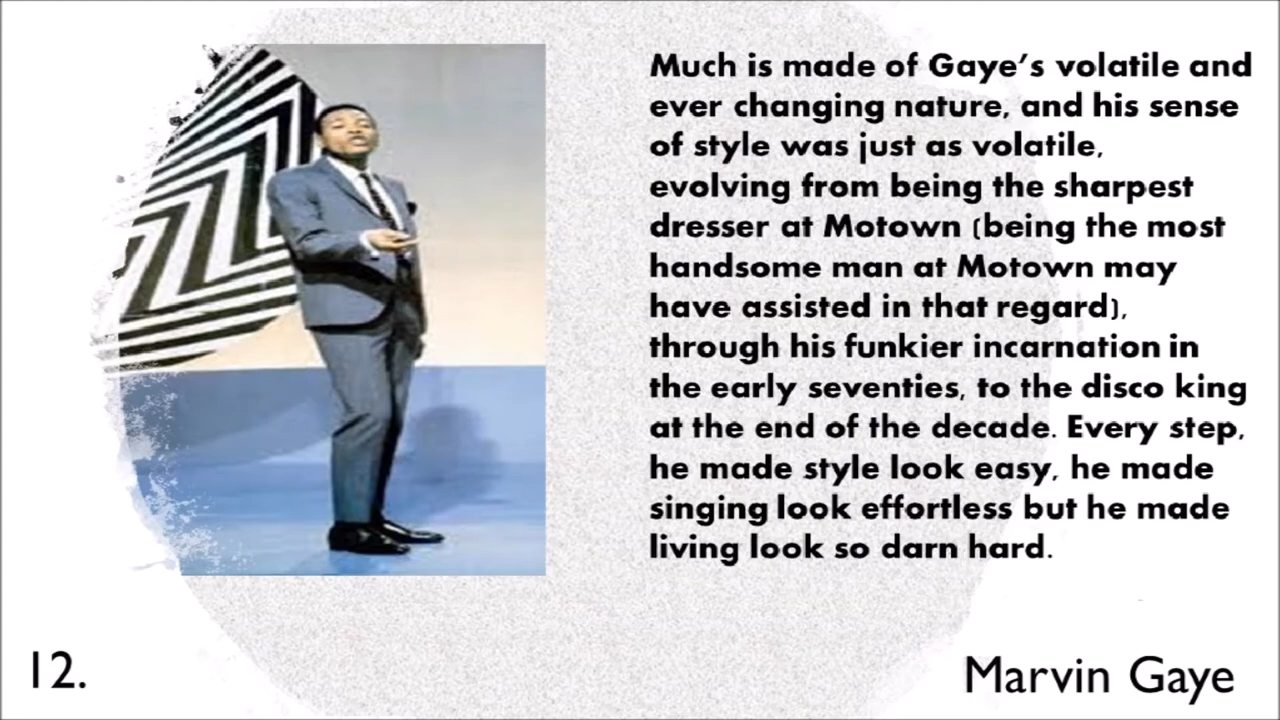 Much is made of Gaye's volatile and
ever changing nature, and his sense
of style was just as volatile,
evolving from being the sharpest
dresser at Motown (being the most
handsome man at Motown may
have assisted in that regard),
through his funkier incarnation in
the early seventies, to the disco king
at the end of the decade. Every step,
he made style look easy, he made
singing look effortless but he made
living look so darn hard.
12.
Marvin Gaye